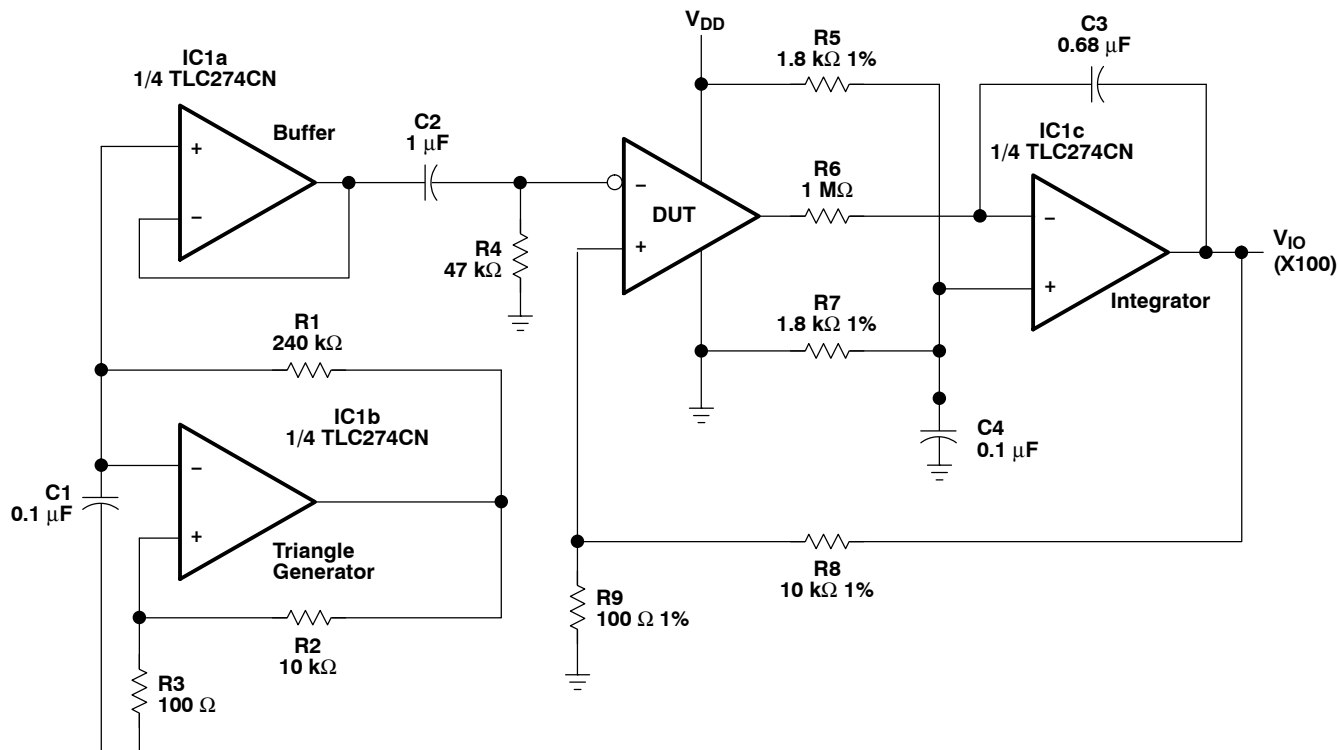 IC1a
1/4 TLC274CN
Buffer
C2
1 μF
+
−
R4
47 kΩ
R1
240 kΩ
IC1b
1/4 TLC274CN
−
+
Triangle
Generator
C1
0.1 μF
R2
10 kΩ
R3
100 Ω
VDD
R5
1.8 kΩ 1%
C3
0.68 μF
IC1c
1/4 TLC274CN
R6
1 MΩ
−
DUT
+
−
+
Integrator
VIO
(X100)
R7
1.8 kΩ 1%
C4
0.1 μF
R8
10 kΩ 1%
R9
100 Ω 1%